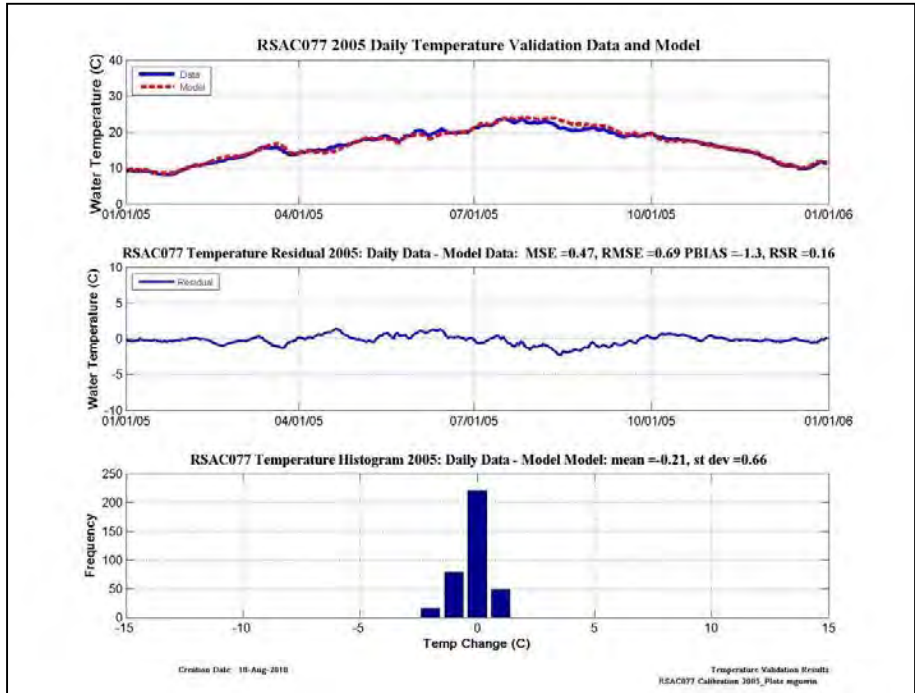 RSAC077 2005 Daily Temperature Validation Data and Model
Water Temperature (C)
40
30
20
10
0
Data
Model
01/01/05
04/01/05
07/01/05
10/01/05
01/01/06
RSAC077 Temperature Residual 2005: Daily Data - Model Data: MSE =0.47, RMSE =0.69 PBIAS =-1.3, RSR =0.16
Water Temperature (C)
10
5
0
-5
-10
Residual
01/01/05
04/01/05
07/01/05
10/01/05
01/01/06
RSAC077 Temperature Histogram 2005: Daily Data - Model Model: mean =-0.21, st dev =0.66
Frequency
250
200
150
100
50
0
-15
-10
-5
0
5
10
15
Temp Change (C)
Creation Date: 10-Aug-2010
Temperature Validation Results
RSAC077 Calibration 2005_Plots